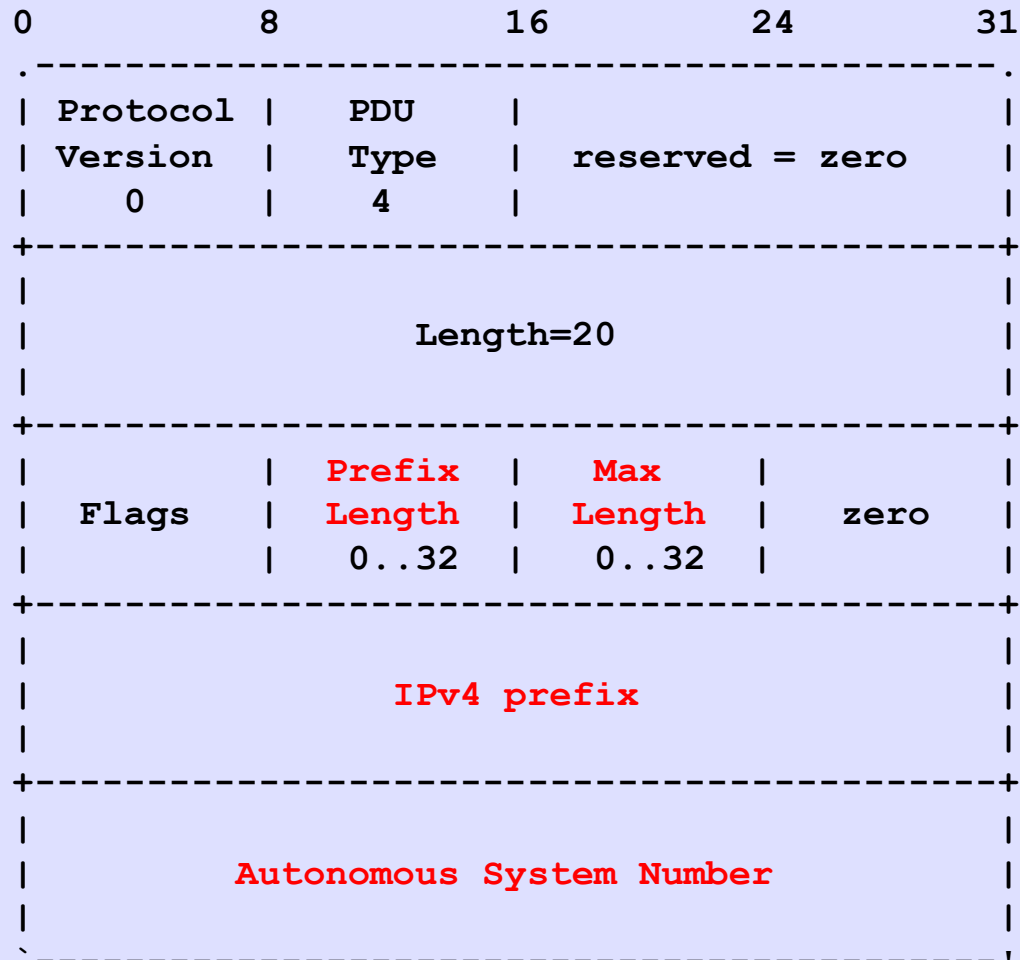 0 8 16 24 31
.-------------------------------------------.
| Protocol | PDU | |
| Version | Type | reserved = zero |
| 0 | 4 | |
+-------------------------------------------+
| |
| Length=20 |
| |
+-------------------------------------------+
| | Prefix | Max | |
| Flags | Length | Length | zero |
| | 0..32 | 0..32 | |
+-------------------------------------------+
| |
| IPv4 prefix |
| |
+-------------------------------------------+
| |
| Autonomous System Number |
| |
`-------------------------------------------'